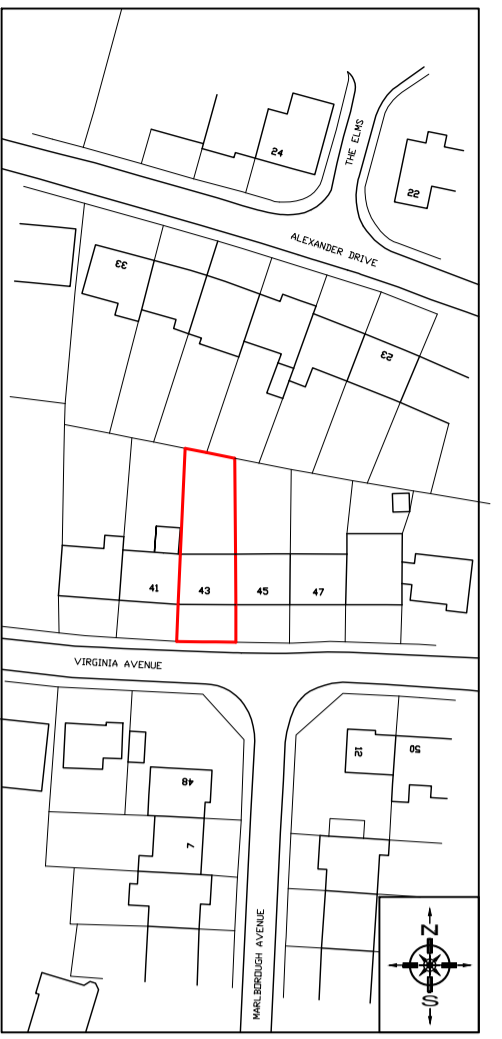 24
THE ELMS
22
ALEXANDER DRIVE
33
23
41
43
45
47
VIRGINIA AVENUE
48
7
12
50
MARLBOROUGH AVENUE
N
S